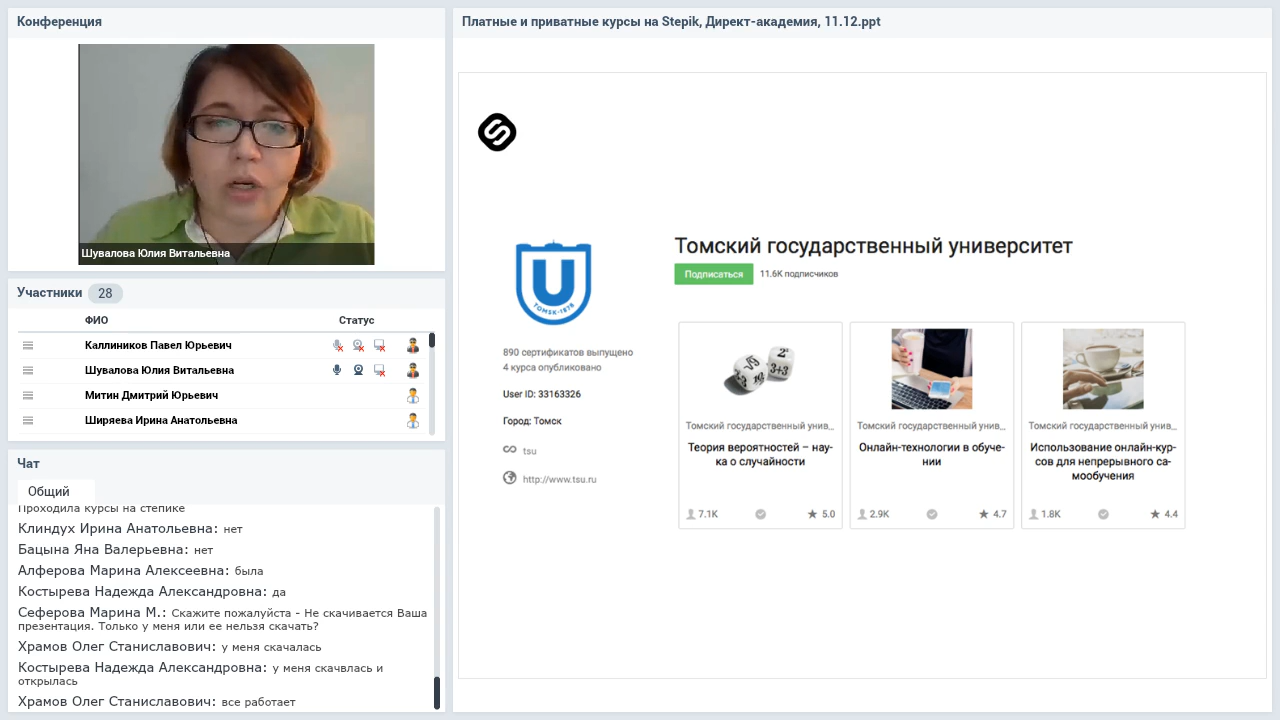 Конференция
Шувалова Юлия Витальевна
Участники 28
ФИО Статус
Каллиников Павел Юрьевич
Шувалова Юлия Витальевна
Митин Дмитрий Юрьевич
Ширяева Ирина Анатольевна
Чат
Общий
Проходила курсы на степике
Клиндух Ирина Анатольевна: нет
Бацына Яна Валерьевна: нет
Алферова Марина Алексеевна: была
Костырева Надежда Александровна: да
Сеферова Марина М.: Скажите пожалуйста - Не скачивается Ваша
презентация. Только у меня или ее нельзя скачать?
Храмов Олег Станиславович: у меня скачалась
Костырева Надежда Александровна: у меня скачвлась и
открылась
Храмов Олег Станиславович: все работает
Платные и приватные курсы на Stepik, Директ-академия, 11.12.ppt
U
TOMSK-1878
890 сертификатов выпущено
4 курса опубликовано
User ID: 33163326
Город: Томск
tsu
http://www.tsu.ru
Томский государственный университет
Подписаться 11.6K подписчиков
Томский государственный унив...
Теория вероятностей – нау-
ка о случайности
7.1K 5.0
Томский государственный унив...
Онлайн-технологии в обуче-
нии
2.9K 4.7
Томский государственный унив...
Использование онлайн-кур-
сов для непрерывного са-
мообучения
1.8K 4.4